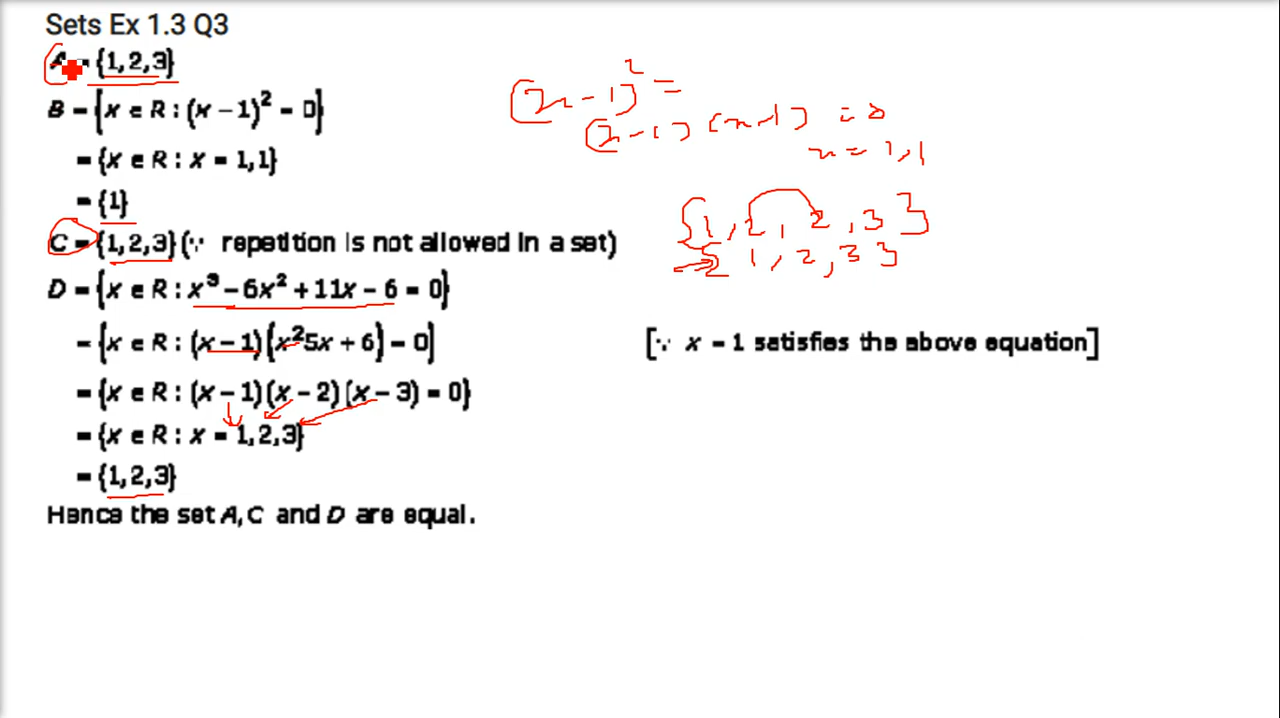 Sets Ex 1.3 Q3
A = {1,2,3}
B = {x ∈ R : (x − 1)² = 0}
= {x ∈ R : x = 1,1}
= {1}
C = {1,2,3} (∵ repetition is not allowed in a set)
D = {x ∈ R : x³ − 6x² + 11x − 6 = 0}
= {x ∈ R : (x − 1)(x²5x + 6) = 0]
[∵ x = 1 satisfies the above equation]
= {x ∈ R : (x − 1)(x − 2)(x − 3) = 0}
= {x ∈ R : x = 1,2,3}
= {1,2,3}
Hence the set A,C and D are equal.
(x − 1)² =
(x − 1) (x − 1) = 0
x = 1,1
{1, 2, 2, 3}
{1, 2, 3}